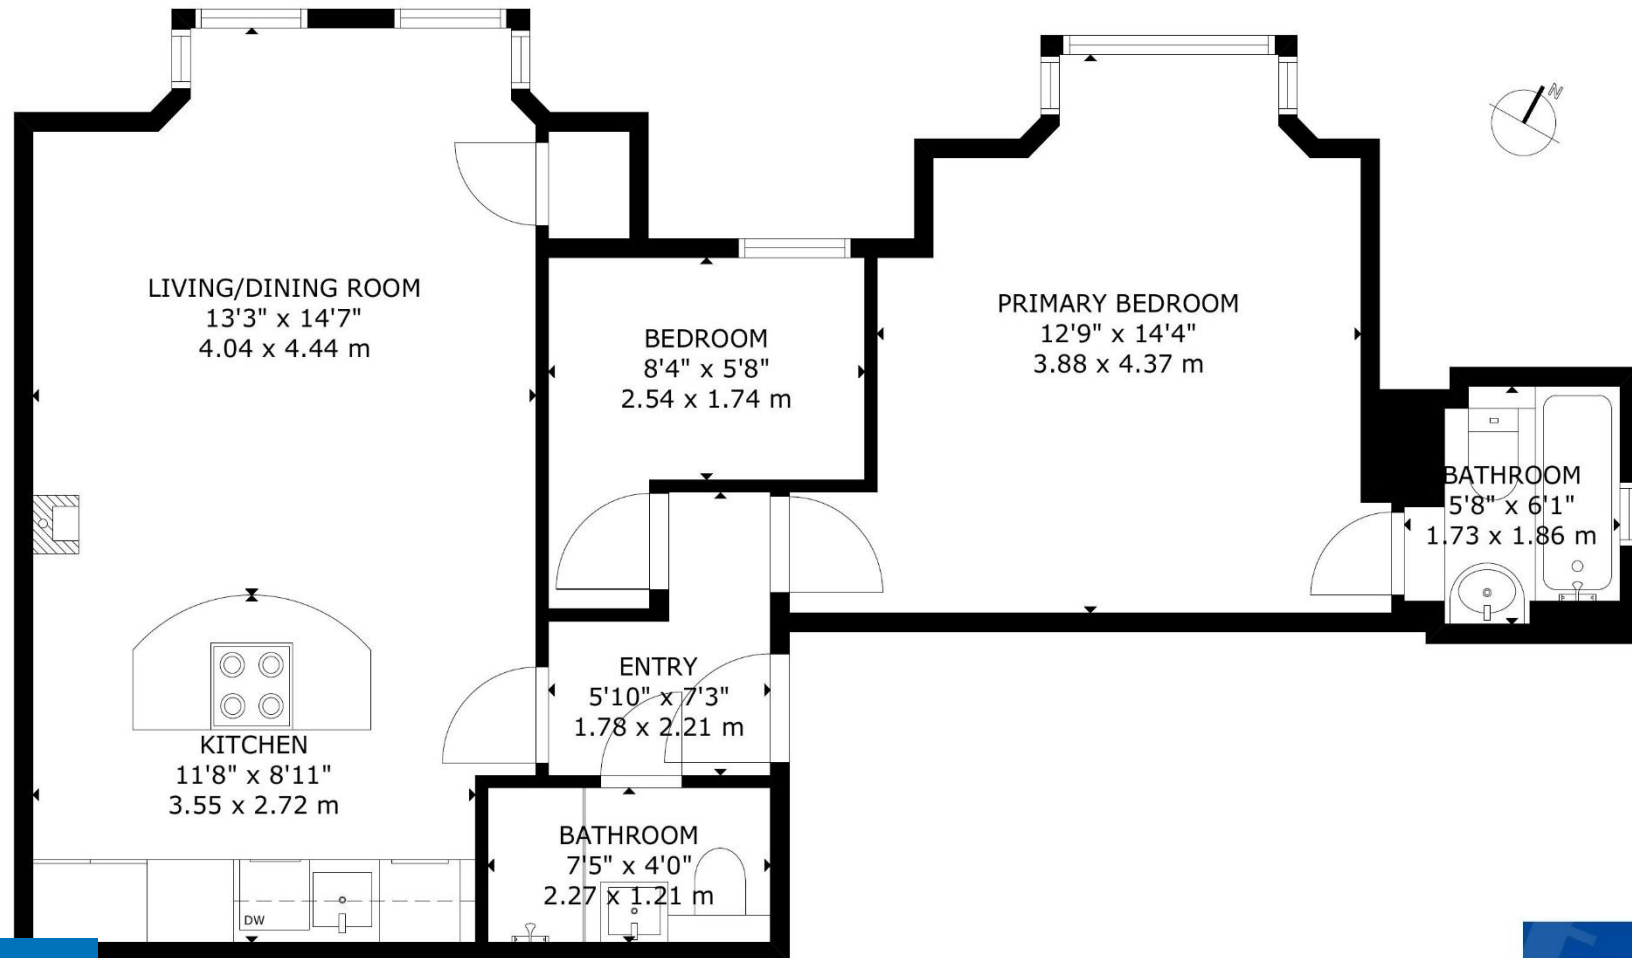 N
LIVING/DINING ROOM
13'3" x 14'7"
4.04 x 4.44 m
PRIMARY BEDROOM
12'9" x 14'4"
3.88 x 4.37 m
BEDROOM
8'4" x 5'8"
2.54 x 1.74 m
BATHROOM
5'8" x 6'1"
1.73 x 1.86 m
ENTRY
5'10" x 7'3"
1.78 x 2.21 m
KITCHEN
11'8" x 8'11"
3.55 x 2.72 m
BATHROOM
7'5" x 4'0"
2.27 x 1.21 m
DW